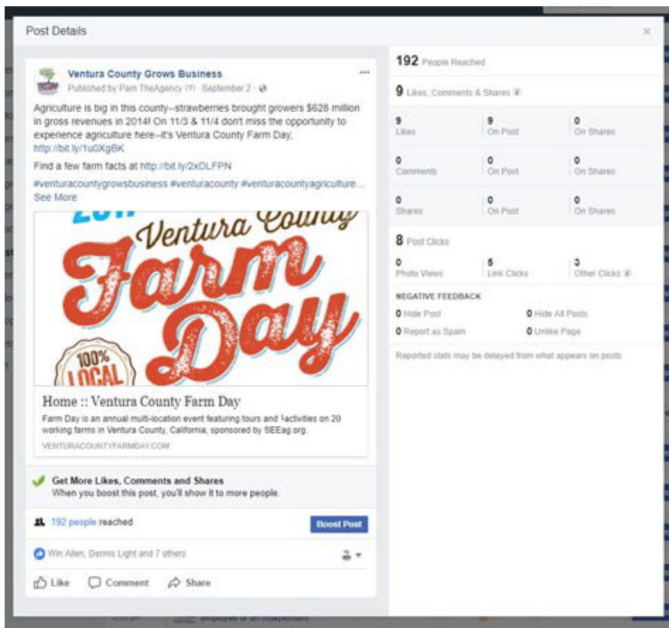 Post Details
Ventura County Grows Business
Published by Pam TheAgency [?] · September 2 ·
Agriculture is big in this county--strawberries brought growers $628 million
in gross revenues in 2014! On 11/3 & 11/4 don't miss the opportunity to
experience agriculture here--it's Ventura County Farm Day,
http://bit.ly/1u0XgBK
Find a few farm facts at http://bit.ly/2xDLFPN
#venturacountygrowsbusiness #venturacounty #venturacountyagriculture...
See More
Ventura County
Farm
Day
100%
LOCAL
Home :: Ventura County Farm Day
Farm Day is an annual multi-location event featuring tours and activities on 20
working farms in Ventura County, California, sponsored by SEEag.org.
VENTURACOUNTYFARMDAY.COM
Get More Likes, Comments and Shares
When you boost this post, you'll show it to more people.
192 people reached
Boost Post
Win Allen, Dennis Light and 7 others
Like Comment Share
192 People Reached
9 Likes, Comments & Shares
9 9 0
Likes On Post On Shares
0 0 0
Comments On Post On Shares
0 0 0
Shares On Post On Shares
8 Post Clicks
0 5 3
Photo Views Link Clicks Other Clicks
NEGATIVE FEEDBACK
0 Hide Post 0 Hide All Posts
0 Report as Spam 0 Unlike Page
Reported stats may be delayed from what appears on posts